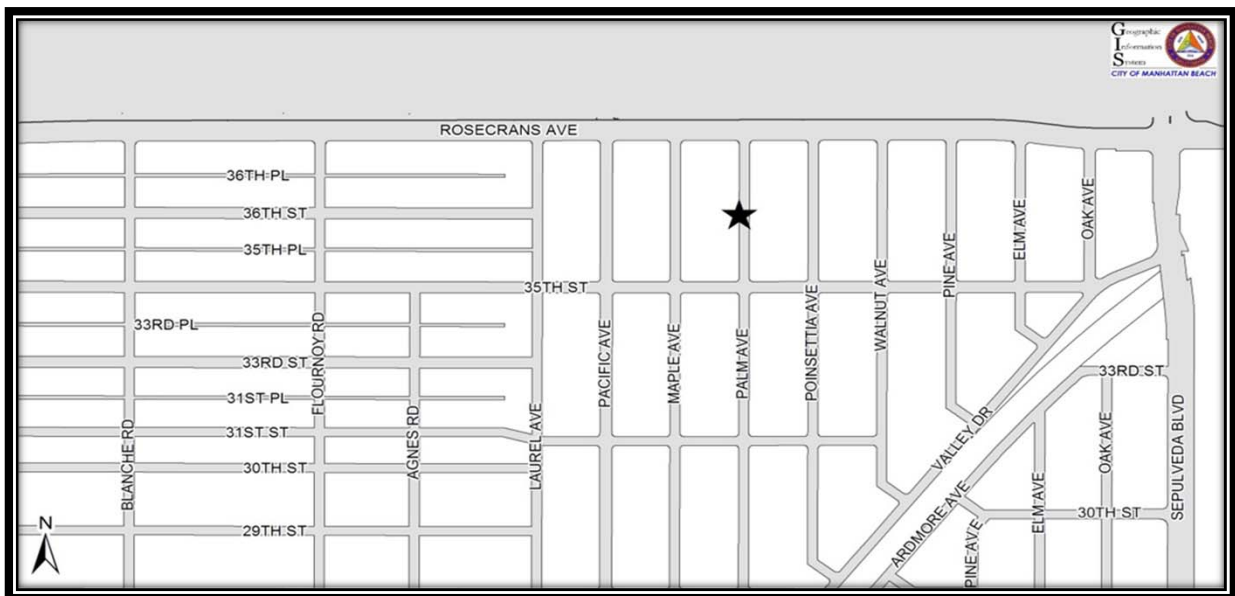 Geographic
Information
System
CITY OF MANHATTAN BEACH
ROSECRANS AVE
36TH PL
36TH ST
35TH PL
35TH ST
33RD PL
33RD ST
31ST PL
31ST ST
30TH ST
29TH ST
BLANCHE RD
FLOURNOY RD
AGNES RD
LAUREL AVE
PACIFIC AVE
MAPLE AVE
PALM AVE
POINSETTIA AVE
WALNUT AVE
PINE AVE
ELM AVE
OAK AVE
VALLEY DR
ARDMORE AVE
33RD ST
SEPULVEDA BLVD
OAK AVE
ELM AVE
30TH ST
PINE AVE
N